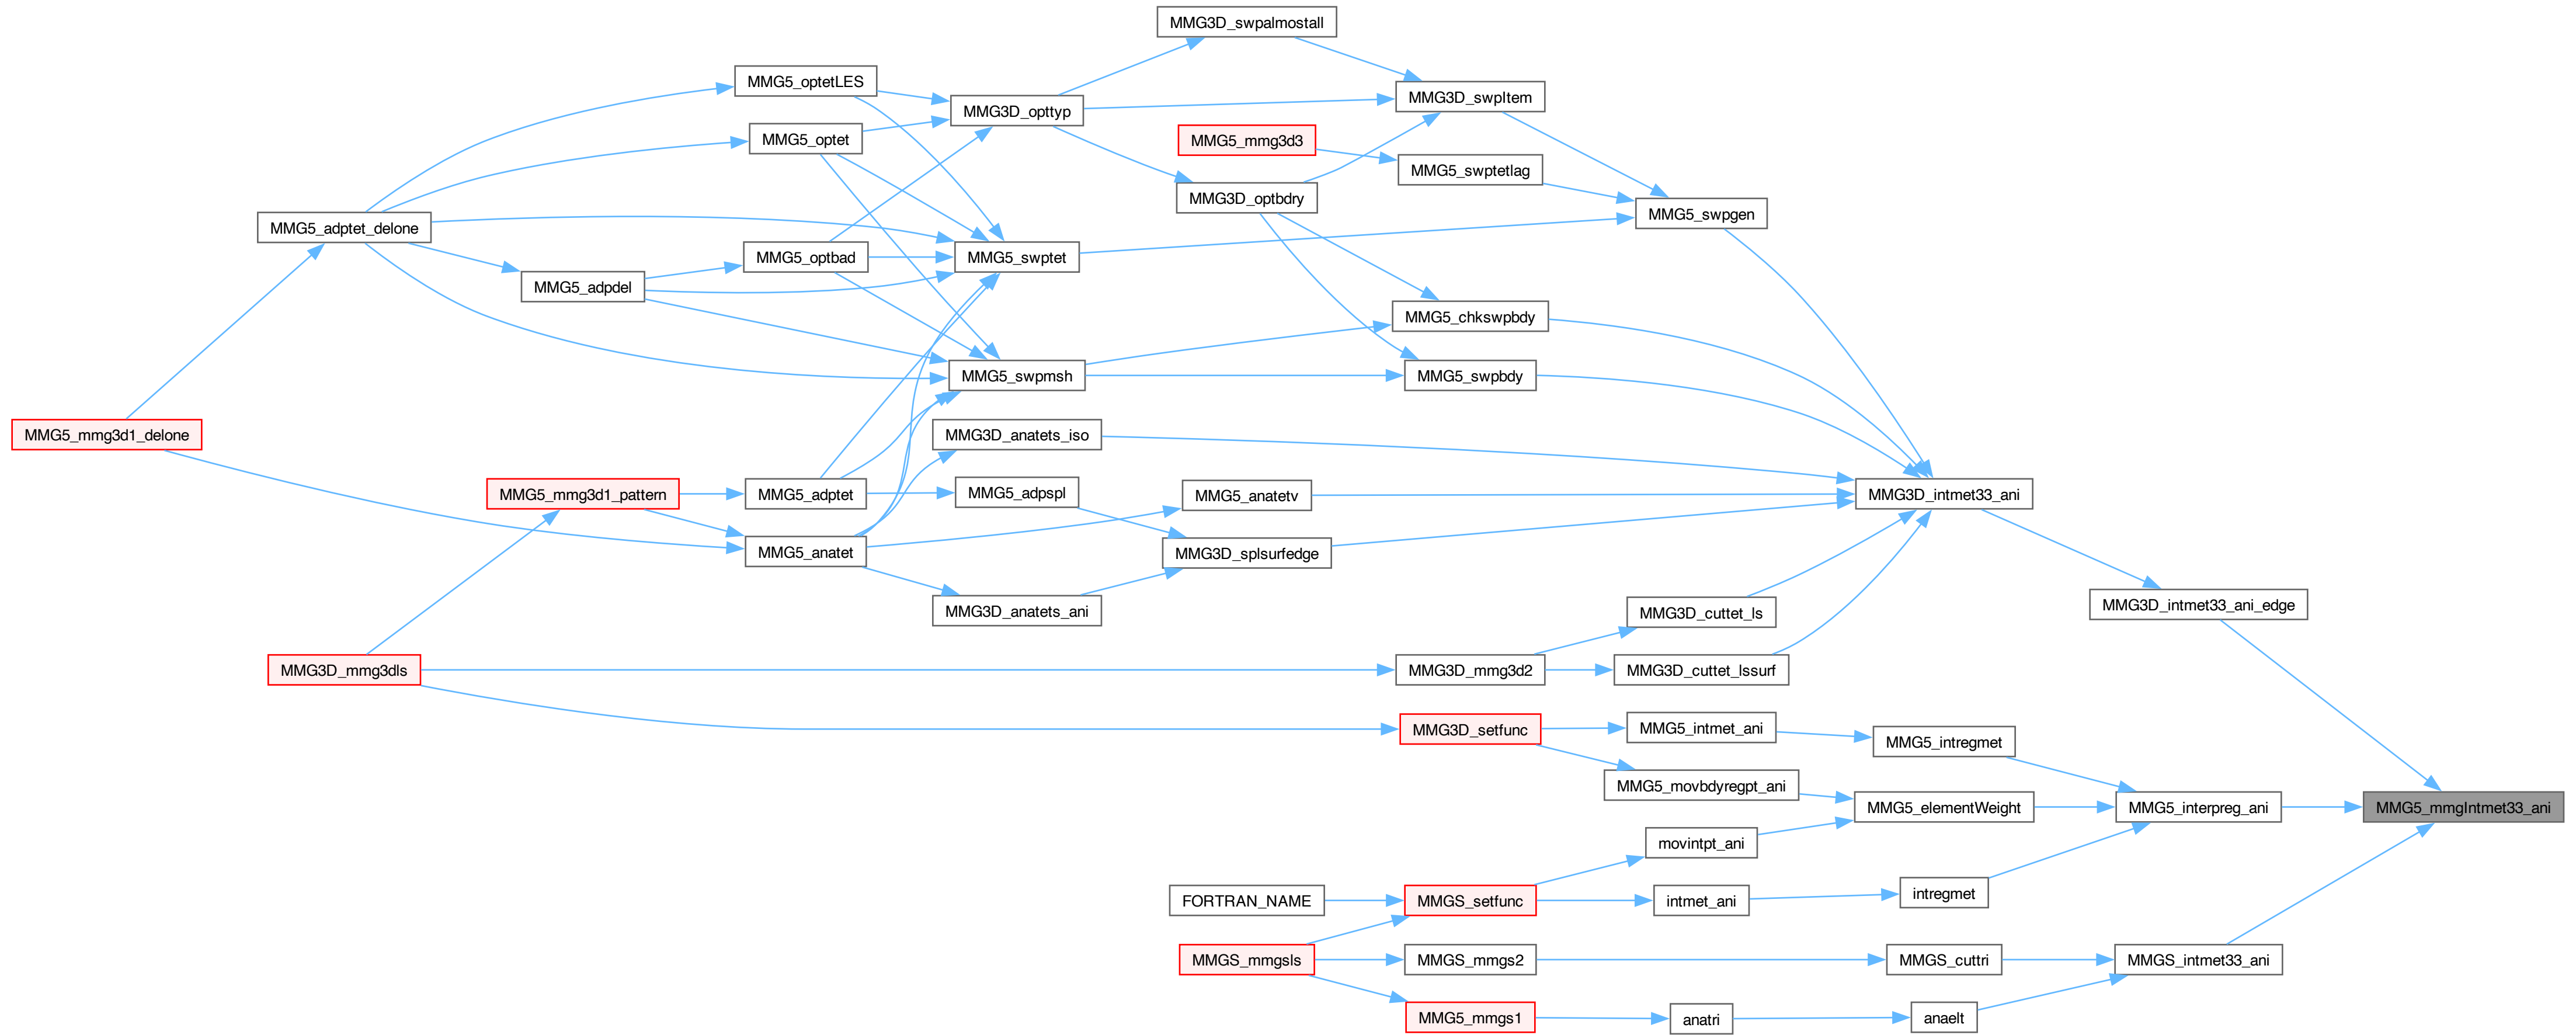 MMG3D_swpalmostall
MMG5_optetLES
MMG3D_swpItem
MMG3D_opttyp
MMG5_optet
MMG5_mmg3d3
MMG5_swptetlag
MMG3D_optbdry
MMG5_swpgen
MMG5_adptet_delone
MMG5_optbad
MMG5_swptet
MMG5_adpdel
MMG5_chkswpbdy
MMG5_swpmsh
MMG5_swpbdy
MMG5_mmg3d1_delone
MMG3D_anatets_iso
MMG5_mmg3d1_pattern
MMG5_adptet
MMG5_adpspl
MMG5_anatetv
MMG3D_intmet33_ani
MMG5_anatet
MMG3D_splsurfedge
MMG3D_anatets_ani
MMG3D_cuttet_ls
MMG3D_intmet33_ani_edge
MMG3D_mmg3dls
MMG3D_mmg3d2
MMG3D_cuttet_lssurf
MMG3D_setfunc
MMG5_intmet_ani
MMG5_intregmet
MMG5_movbdyregpt_ani
MMG5_elementWeight
MMG5_interpreg_ani
MMG5_mmgIntmet33_ani
movintpt_ani
FORTRAN_NAME
MMGS_setfunc
intmet_ani
intregmet
MMGS_mmgsls
MMGS_mmgs2
MMGS_cuttri
MMGS_intmet33_ani
MMG5_mmgs1
anatri
anaelt